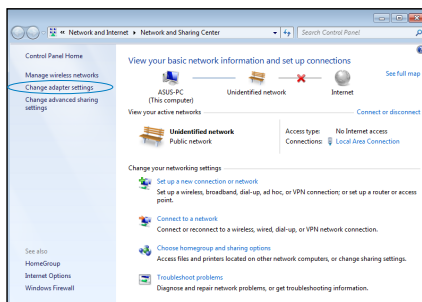 « Network and Internet ▸ Network and Sharing Center
Search Control Panel
Control Panel Home
Manage wireless networks
Change adapter settings
Change advanced sharing
settings
See also
HomeGroup
Internet Options
Windows Firewall
View your basic network information and set up connections
See full map
ASUS-PC
(This computer)
Unidentified network
Internet
View your active networks
Connect or disconnect
Unidentified network
Public network
Access type: No Internet access
Connections: Local Area Connection
Change your networking settings
Set up a new connection or network
Set up a wireless, broadband, dial-up, ad hoc, or VPN connection; or set up a router or access
point.
Connect to a network
Connect or reconnect to a wireless, wired, dial-up, or VPN network connection.
Choose homegroup and sharing options
Access files and printers located on other network computers, or change sharing settings.
Troubleshoot problems
Diagnose and repair network problems, or get troubleshooting information.